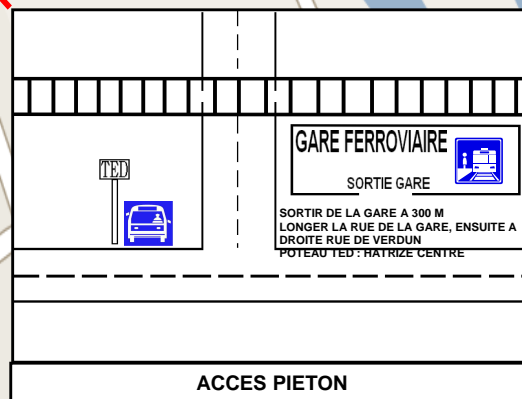 GARE FERROVIAIRE
TED
SORTIE GARE
SORTIR DE LA GARE A 300 M
LONGER LA RUE DE LA GARE, ENSUITE A
DROITE RUE DE VERDUN
POTEAU TED : HATRIZE CENTRE
ACCES PIETON